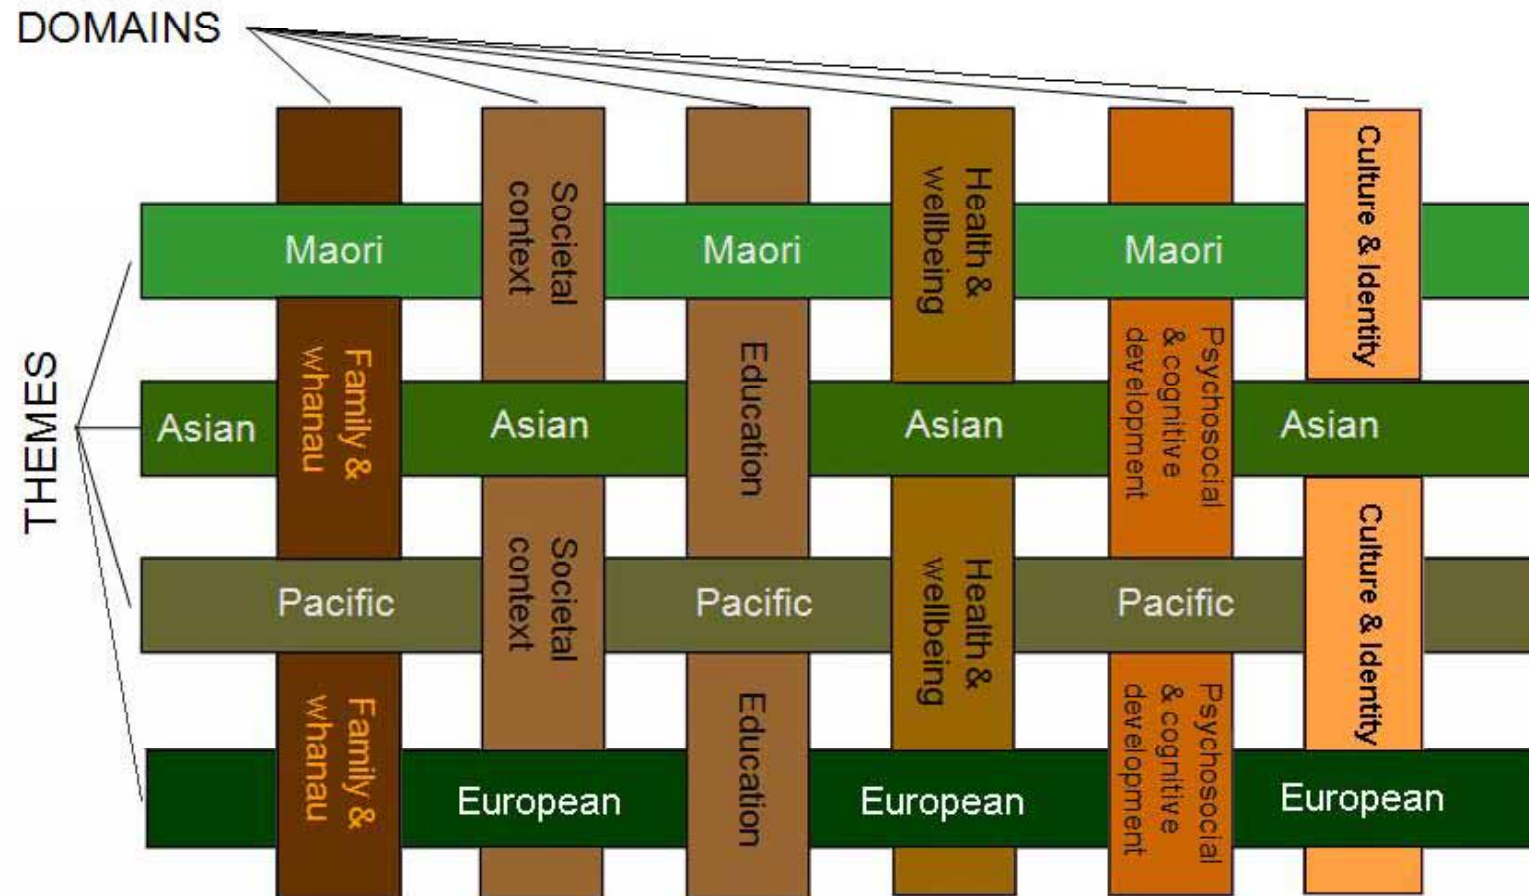 DOMAINS
THEMES
Maori
Maori
Maori
Asian
Asian
Asian
Asian
Pacific
Pacific
Pacific
European
European
European
Family &
whanau
Family &
whanau
Societal
context
Societal
context
Education
Education
Health &
wellbeing
Health &
wellbeing
Psychosocial
& cognitive
development
Psychosocial
& cognitive
development
Culture & Identity
Culture & Identity